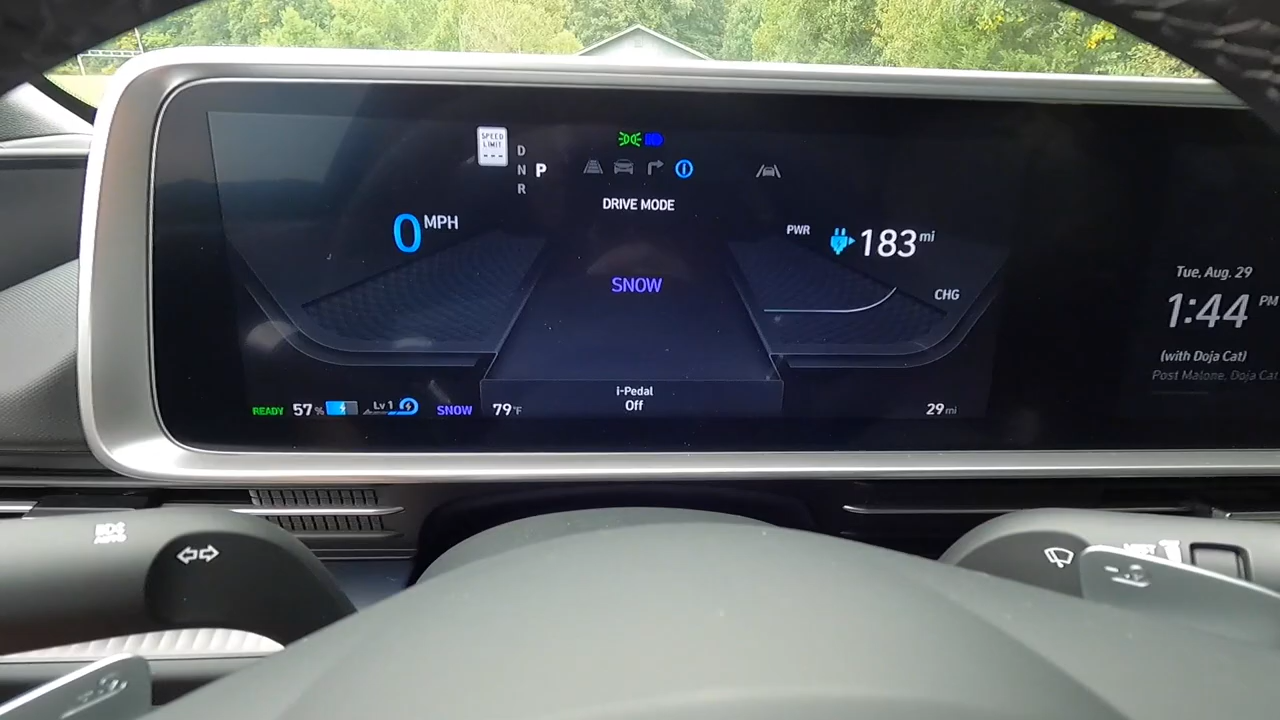 SPEED
LIMIT
---
D
N P
R
DRIVE MODE
0 MPH
PWR
183 mi
SNOW
CHG
Tue, Aug. 29
1:44 PM
(with Doja Cat)
Post Malone, Doja Cat
i-Pedal
Off
READY 57% Lv 1 SNOW 79°F
29 mi